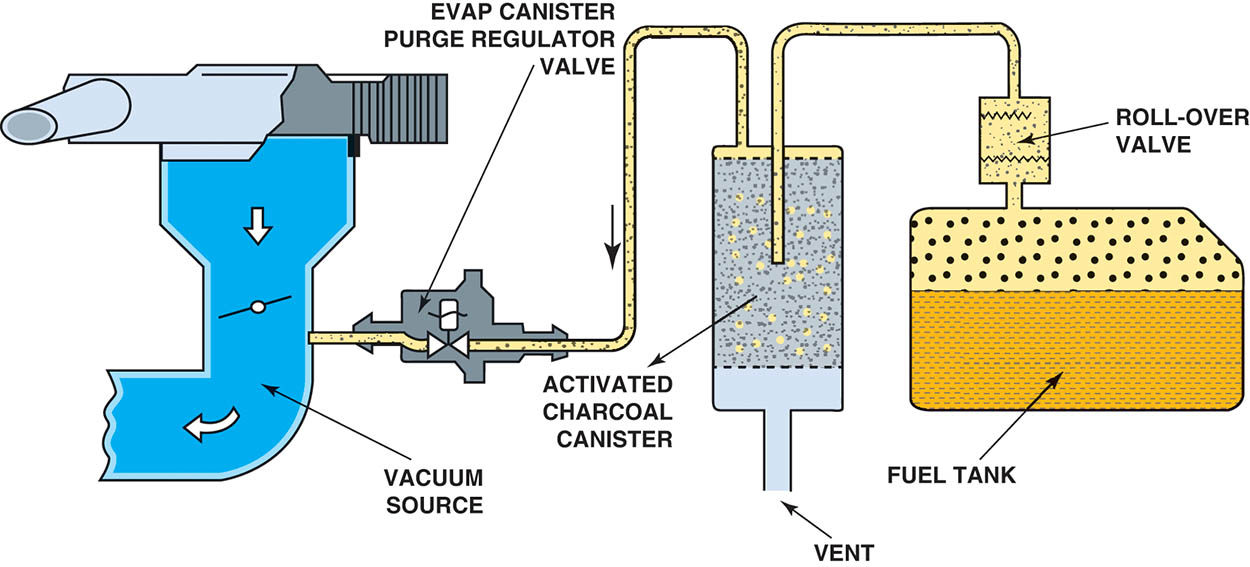 EVAP CANISTER
PURGE REGULATOR
VALVE
ROLL-OVER
VALVE
ACTIVATED
CHARCOAL
CANISTER
VACUUM
SOURCE
FUEL TANK
VENT